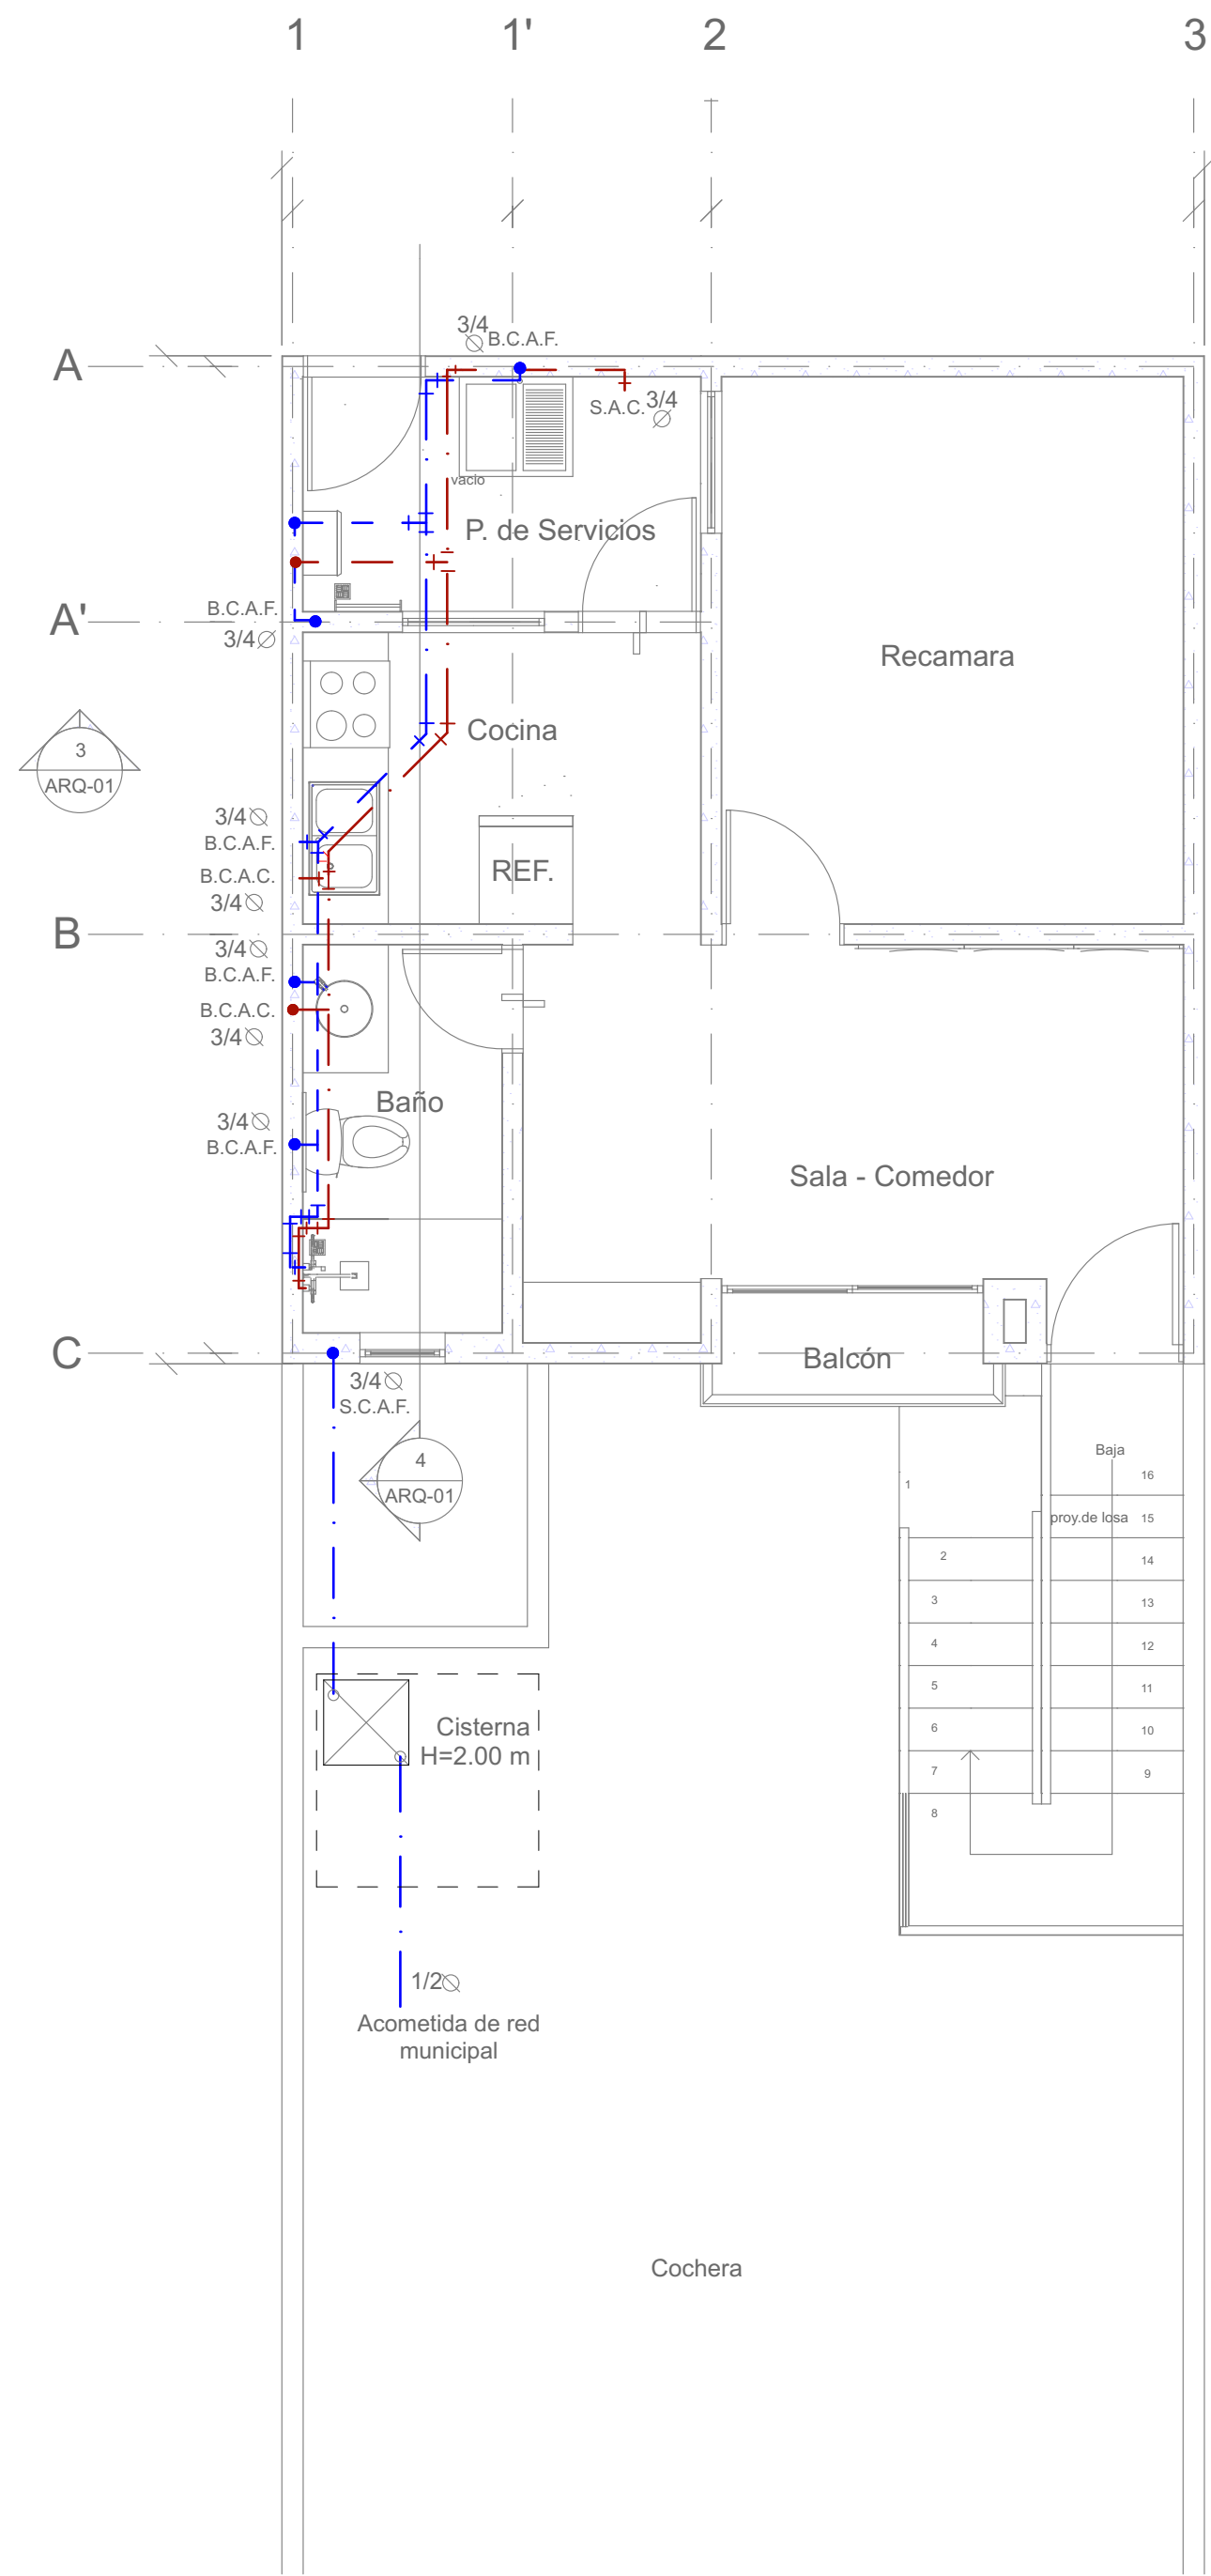 1 1' 2 3
3/4 B.C.A.F.
A
S.A.C. 3/4
vacio
P. de Servicios
B.C.A.F.
A'
3/4
Recamara
Cocina
3
ARQ-01
3/4
B.C.A.F.
REF.
B.C.A.C.
3/4
B
3/4
B.C.A.F.
B.C.A.C.
3/4
Baño
3/4
B.C.A.F.
Sala - Comedor
C
Balcón
3/4
S.C.A.F.
4
ARQ-01
Baja
16
1
proy.de losa 15
2
14
3
13
4
12
5
11
6
10
7
9
8
Cisterna
H=2.00 m
1/2
Acometida de red
municipal
Cochera